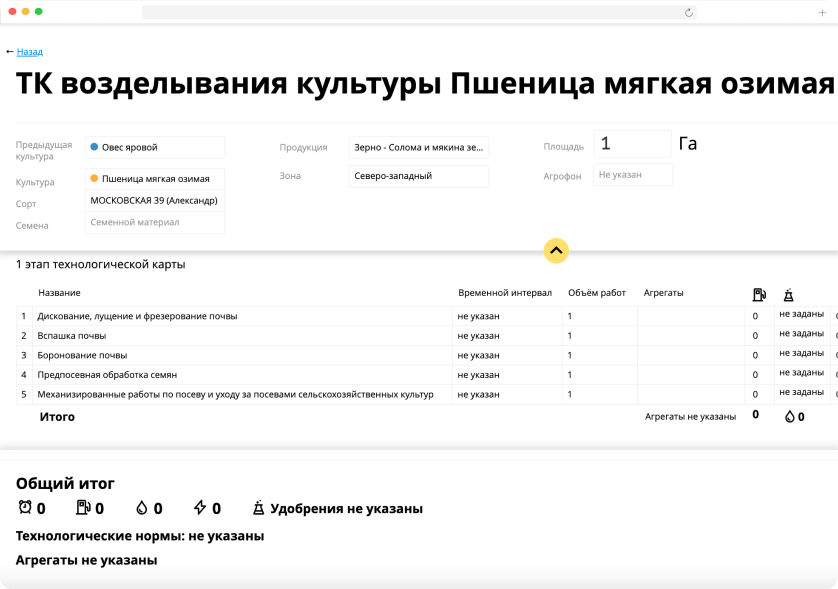 ← Назад
ТК возделывания культуры Пшеница мягкая озимая
Предыдущая культура
Овес яровой
Продукция
Зерно - Солома и мякина зе...
Площадь
1 Га
Культура
Пшеница мягкая озимая
Зона
Северо-западный
Агрофон
Не указан
Сорт
МОСКОВСКАЯ 39 (Александр)
Семена
Семенной материал
1 этап технологической карты
Название Временной интервал Объём работ Агрегаты
1 Дискование, лущение и фрезерование почвы не указан 1 0 не заданы
2 Вспашка почвы не указан 1 0 не заданы
3 Боронование почвы не указан 1 0 не заданы
4 Предпосевная обработка семян не указан 1 0 не заданы
5 Механизированные работы по посеву и уходу за посевами сельскохозяйственных культур не указан 1 0 не заданы
Итого Агрегаты не указаны 0 0
Общий итог
0 0 0 0 Удобрения не указаны
Технологические нормы: не указаны
Агрегаты не указаны